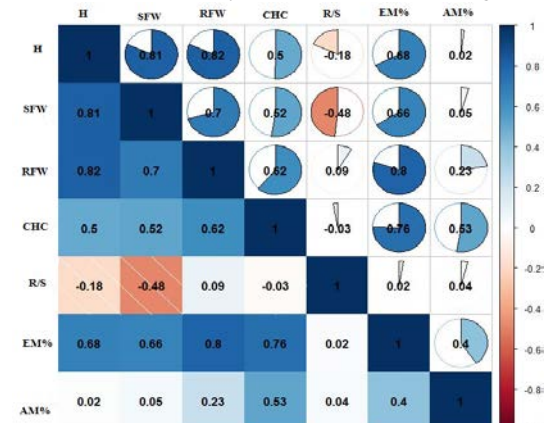 H SFW RFW CHC R/S EM% AM%
H 1 0.81 0.82 0.5 -0.18 0.68 0.02
SFW 0.81 1 0.7 0.52 -0.48 0.66 0.05
RFW 0.82 0.7 1 0.62 0.09 0.8 0.23
CHC 0.5 0.52 0.62 1 -0.03 0.76 0.53
R/S -0.18 -0.48 0.09 -0.03 1 0.02 0.04
EM% 0.68 0.66 0.8 0.76 0.02 1 0.4
AM% 0.02 0.05 0.23 0.53 0.04 0.4 1
1
0.8
0.6
0.4
0.2
0
-0.2
-0.4
-0.6
-0.8